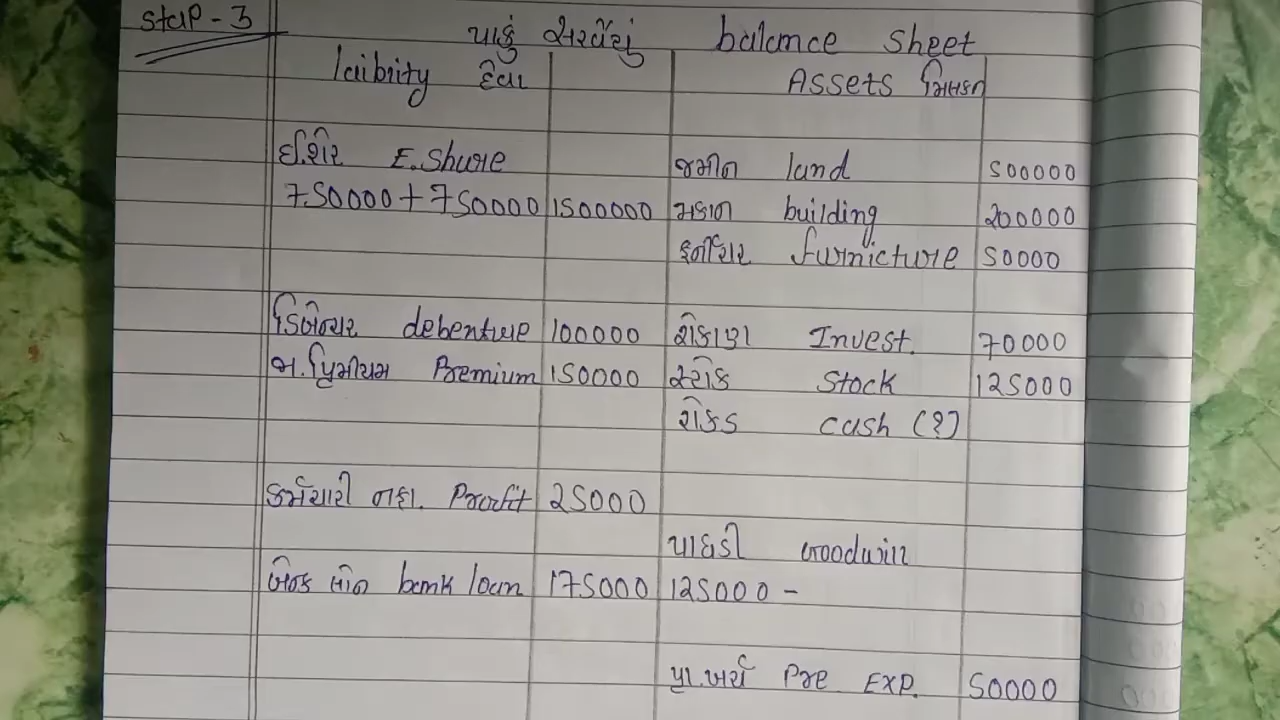 Step - 3
પાકું સરવૈયું balance sheet
laibrity દેવા
Assets મિલકત
ઈ.શેર E.Shure
7.50000 + 750000 1500000
જમીન land 500000
મકાન building 200000
ફર્નીચર furnicture 50000
ડિબેન્ચર debenture 100000
રોકાણ Invest. 70000
જા. પ્રિમીયમ Premium 150000
સ્ટોક Stock 125000
રોકડ cash (?)
કર્મચારી નફા. Profit 25000
પાઘડી Goodwill
બેન્ક લોન bank loan 175000
125000 -
પ્રા.ખર્ચ Pre EXP. 50000